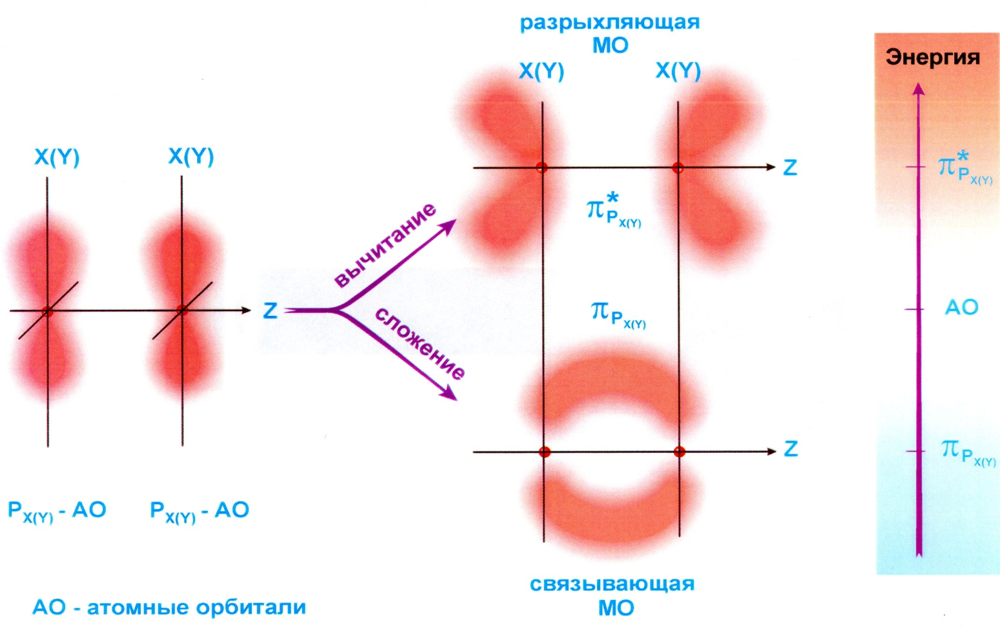 разрыхляющая
МО
X(Y) X(Y)
Энергия
X(Y) X(Y)
Z
π*PX(Y)
π*PX(Y)
вычитание
Z
сложение
πPX(Y)
АО
Z
πPX(Y)
PX(Y) - АО PX(Y) - АО
связывающая
МО
АО - атомные орбитали